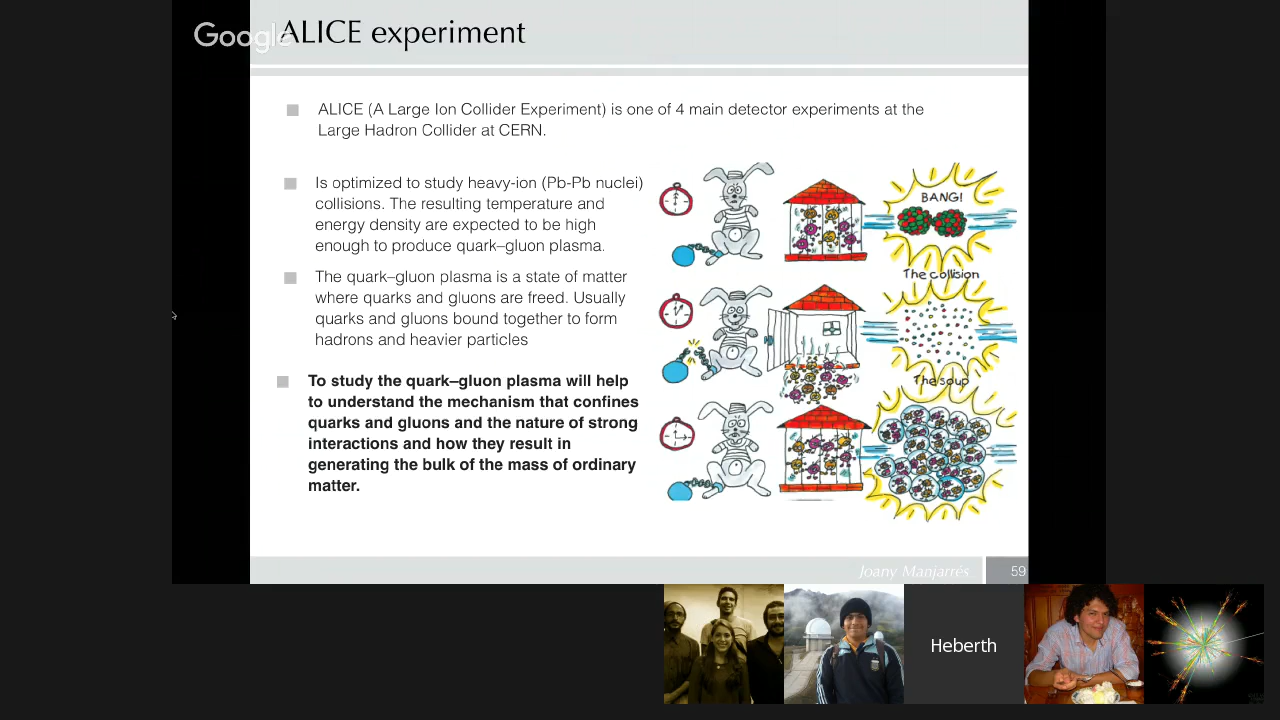 Google
ALICE experiment
ALICE (A Large Ion Collider Experiment) is one of 4 main detector experiments at the
Large Hadron Collider at CERN.
Is optimized to study heavy-ion (Pb-Pb nuclei)
collisions. The resulting temperature and
energy density are expected to be high
enough to produce quark–gluon plasma.
The quark–gluon plasma is a state of matter
where quarks and gluons are freed. Usually
quarks and gluons bound together to form
hadrons and heavier particles
To study the quark–gluon plasma will help
to understand the mechanism that confines
quarks and gluons and the nature of strong
interactions and how they result in
generating the bulk of the mass of ordinary
matter.
BANG!
The collision
The soup
Joany Manjarrés
59
Heberth